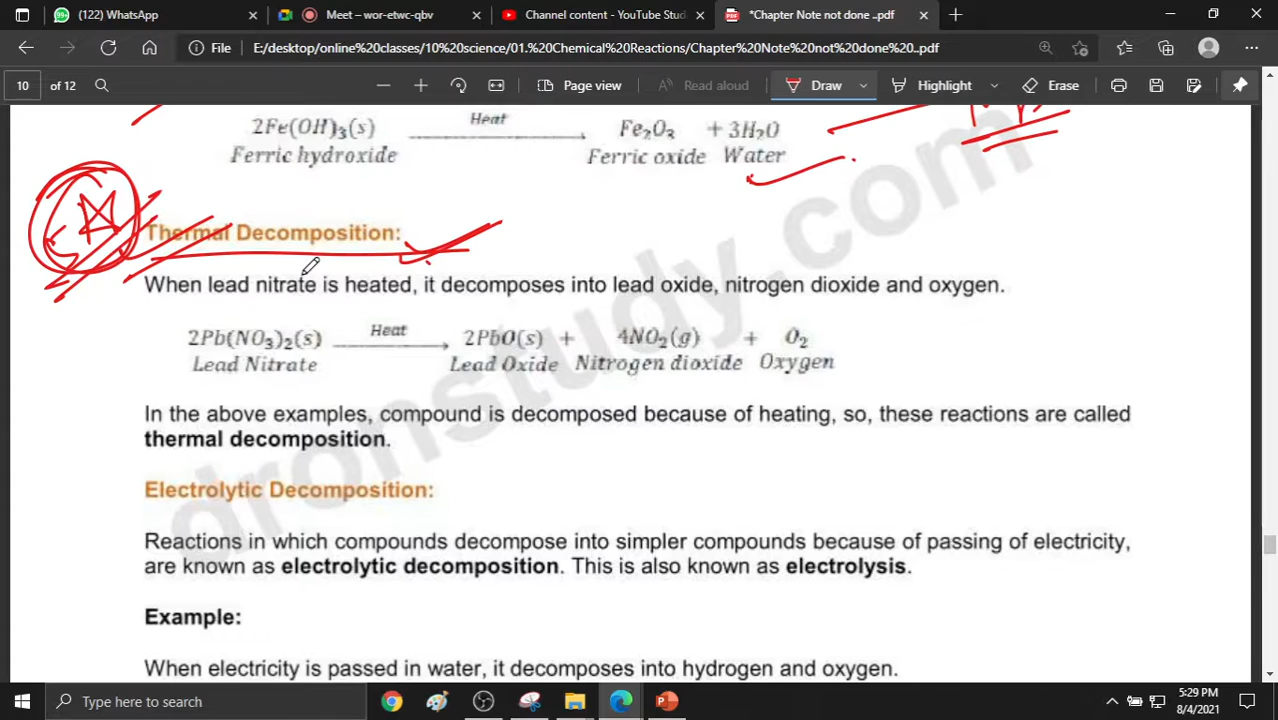 (122) WhatsApp
Meet – wor-etwc-qbv
Channel content - YouTube Stud
*Chapter Note not done ..pdf
File
E:/desktop/online%20classes/10%20science/01.%20Chemical%20Reactions/Chapter%20Note%20not%20done%20..pdf
10 of 12
Page view
Read aloud
Draw
Highlight
Erase
2Fe(OH)₃(s) Heat Fe₂O₃ + 3H₂O
Ferric hydroxide Ferric oxide Water
Thermal Decomposition:
When lead nitrate is heated, it decomposes into lead oxide, nitrogen dioxide and oxygen.
2Pb(NO₃)₂(s) Heat 2PbO(s) + 4NO₂(g) + O₂
Lead Nitrate Lead Oxide Nitrogen dioxide Oxygen
In the above examples, compound is decomposed because of heating, so, these reactions are called
thermal decomposition.
Electrolytic Decomposition:
Reactions in which compounds decompose into simpler compounds because of passing of electricity,
are known as electrolytic decomposition. This is also known as electrolysis.
Example:
When electricity is passed in water, it decomposes into hydrogen and oxygen.
dronstudy.com
Type here to search
5:29 PM
8/4/2021